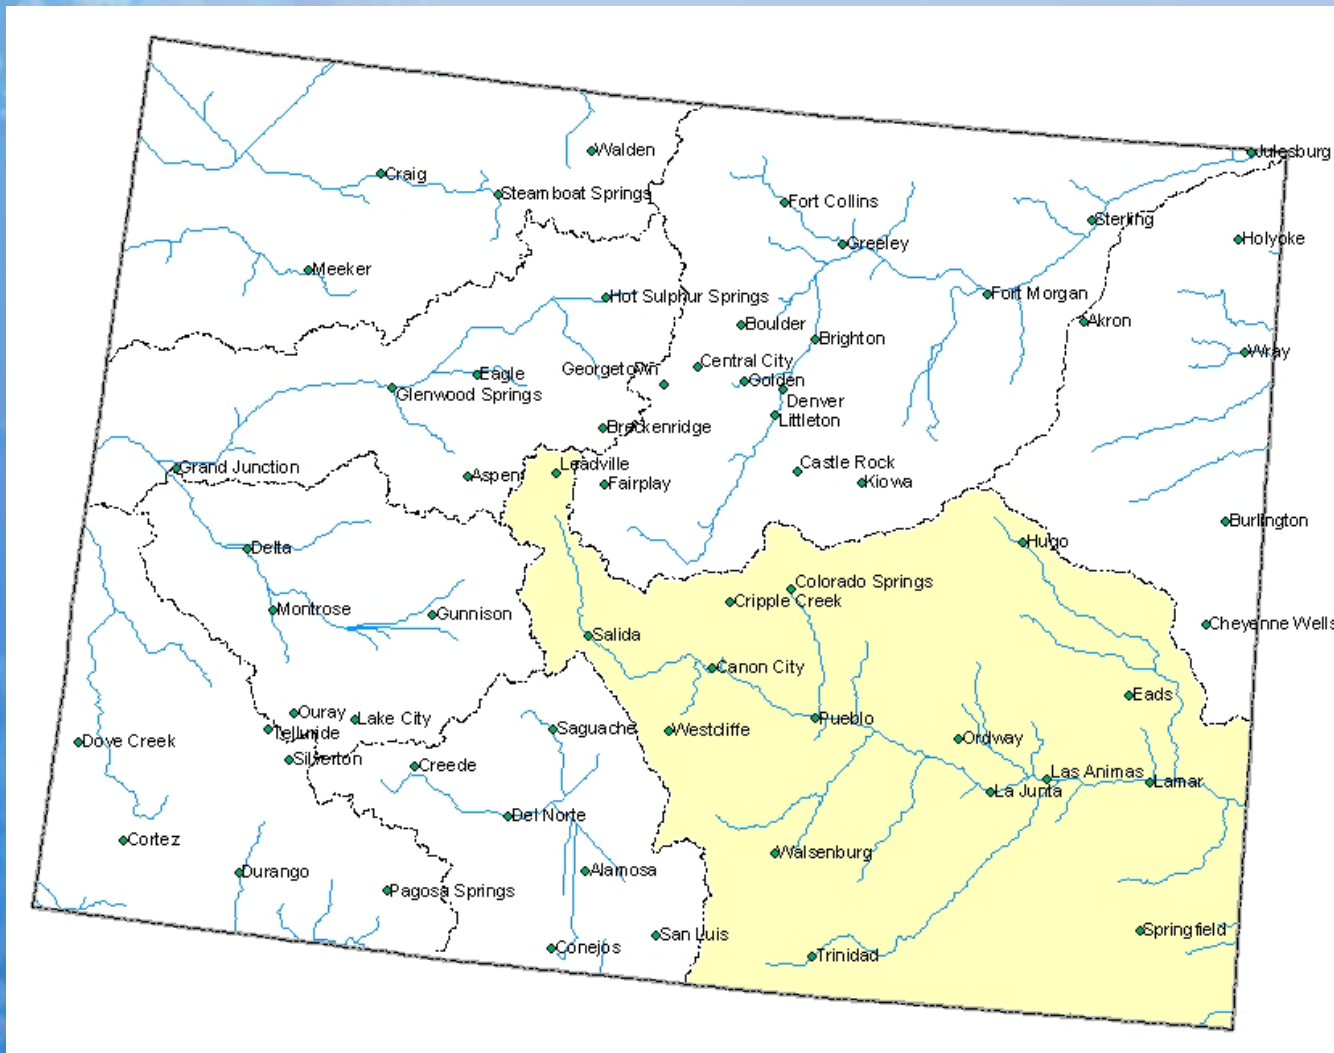 Julesburg
Walden
Craig
Steamboat Springs
Fort Collins
Sterling
Holyoke
Greeley
Meeker
Hot Sulphur Springs
Fort Morgan
Boulder
Akron
Brighton
Wray
Central City
Georgetown
Eagle
Golden
Glenwood Springs
Denver
Littleton
Breckenridge
Leadville
Castle Rock
Grand Junction
Aspen
Fairplay
Kiowa
Burlington
Delta
Hugo
Colorado Springs
Cripple Creek
Montrose
Gunnison
Cheyenne Wells
Salida
Canon City
Eads
Ouray
Lake City
Pueblo
Telluride
Saguache
Westcliffe
Ordway
Dove Creek
Silverton
Creede
Las Animas
Lamar
La Junta
Del Norte
Cortez
Walsenburg
Durango
Alamosa
Pagosa Springs
San Luis
Springfield
Conejos
Trinidad